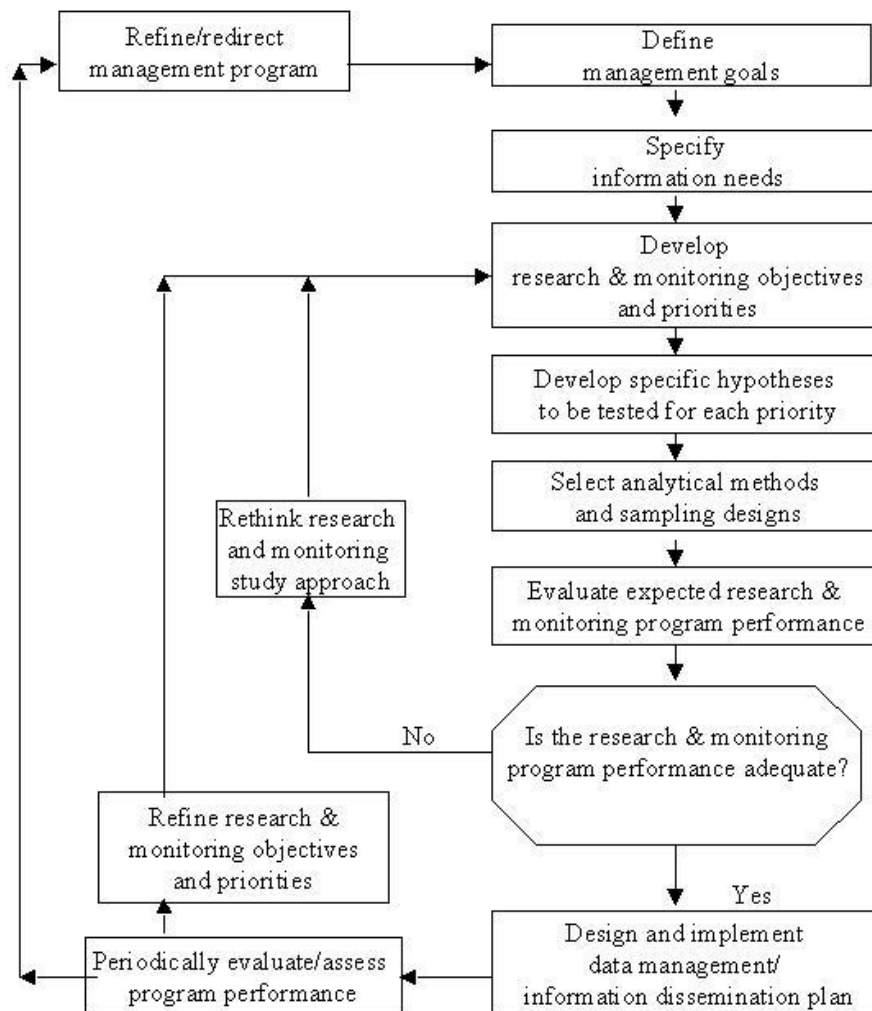 Refine/redirect
management program
Define
management goals
Specify
information needs
Develop
research & monitoring objectives
and priorities
Develop specific hypotheses
to be tested for each priority
Select analytical methods
and sampling designs
Rethink research
and monitoring
study approach
Evaluate expected research &
monitoring program performance
No
Is the research & monitoring
program performance adequate?
Refine research &
monitoring objectives
and priorities
Yes
Periodically evaluate/assess
program performance
Design and implement
data management/
information dissemination plan